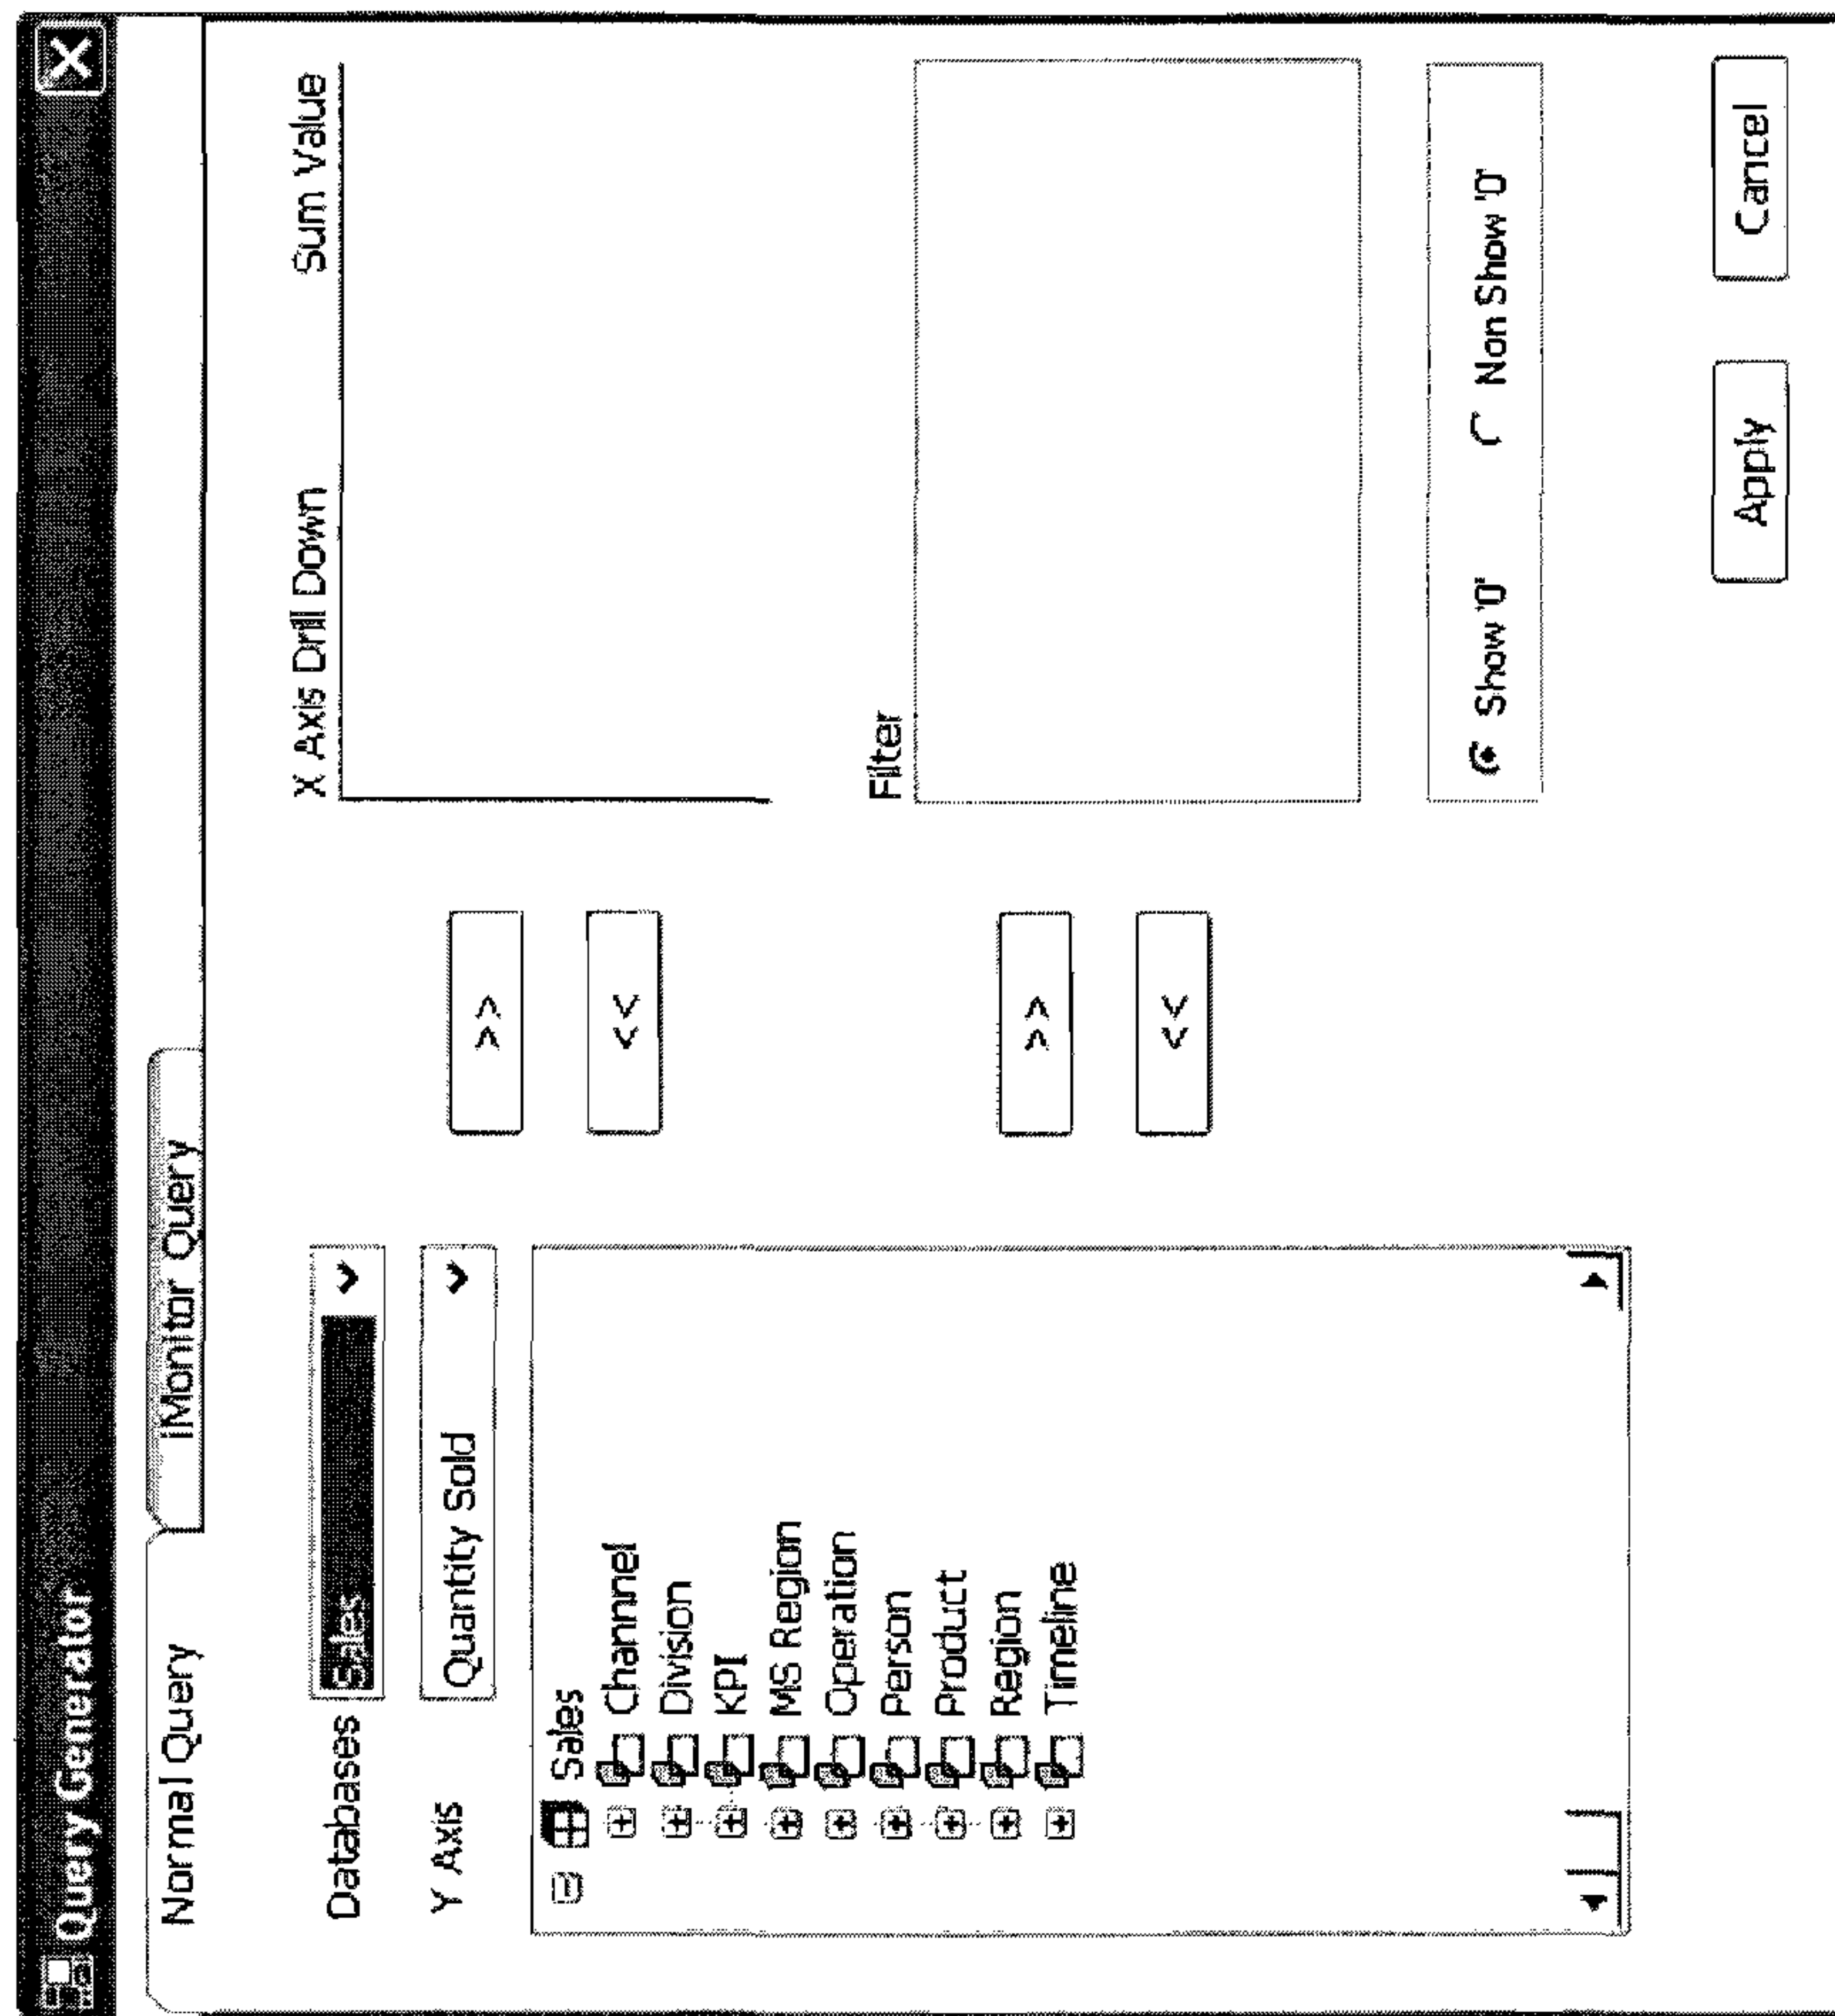 Query Generator
Normal Query iMonitor Query
Databases Sales
Y Axis Quantity Sold
Sales
Channel
Division
KPI
MS Region
Operation
Person
Product
Region
Timeline
>>
<<
>>
<<
X Axis Drill Down Sum Value
Filter
Show '0' Non Show '0'
Apply Cancel